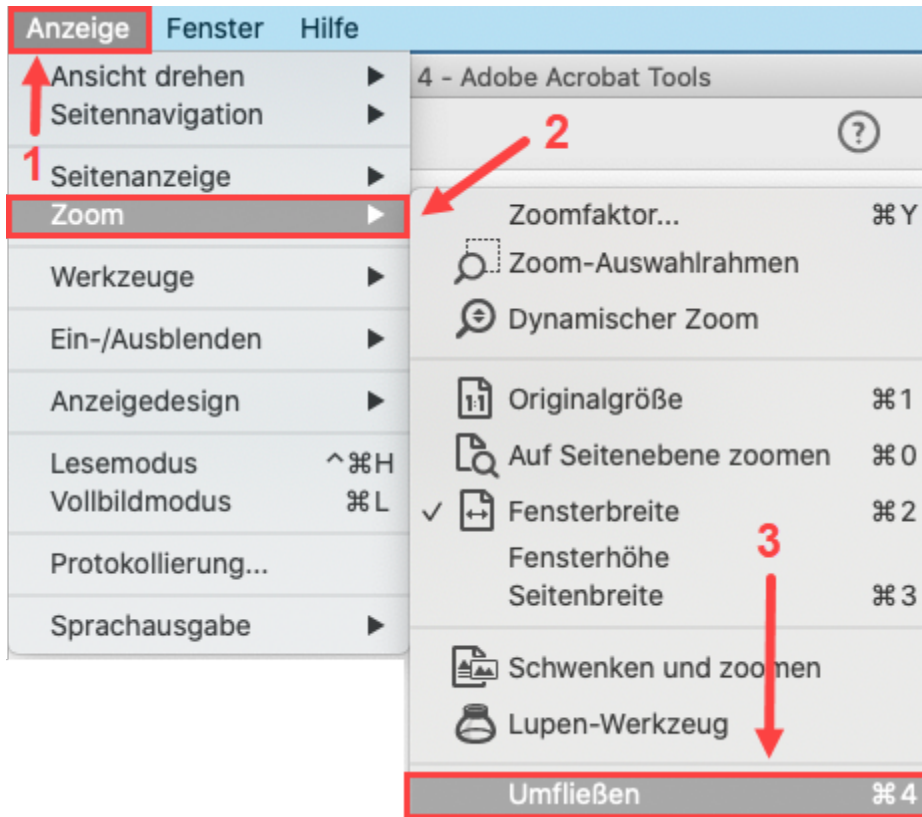 Anzeige Fenster Hilfe
4 - Adobe Acrobat Tools
?
1
2
Ansicht drehen
Seitennavigation
Seitenanzeige
Zoom
Werkzeuge
Ein-/Ausblenden
Anzeigedesign
Lesemodus ^⌘H
Vollbildmodus ⌘L
Protokollierung...
Sprachausgabe
Zoomfaktor... ⌘Y
Zoom-Auswahlrahmen
Dynamischer Zoom
1:1 Originalgröße ⌘1
Auf Seitenebene zoomen ⌘0
✓ Fensterbreite ⌘2
3
Fensterhöhe
Seitenbreite ⌘3
Schwenken und zoomen
Lupen-Werkzeug
Umfließen ⌘4